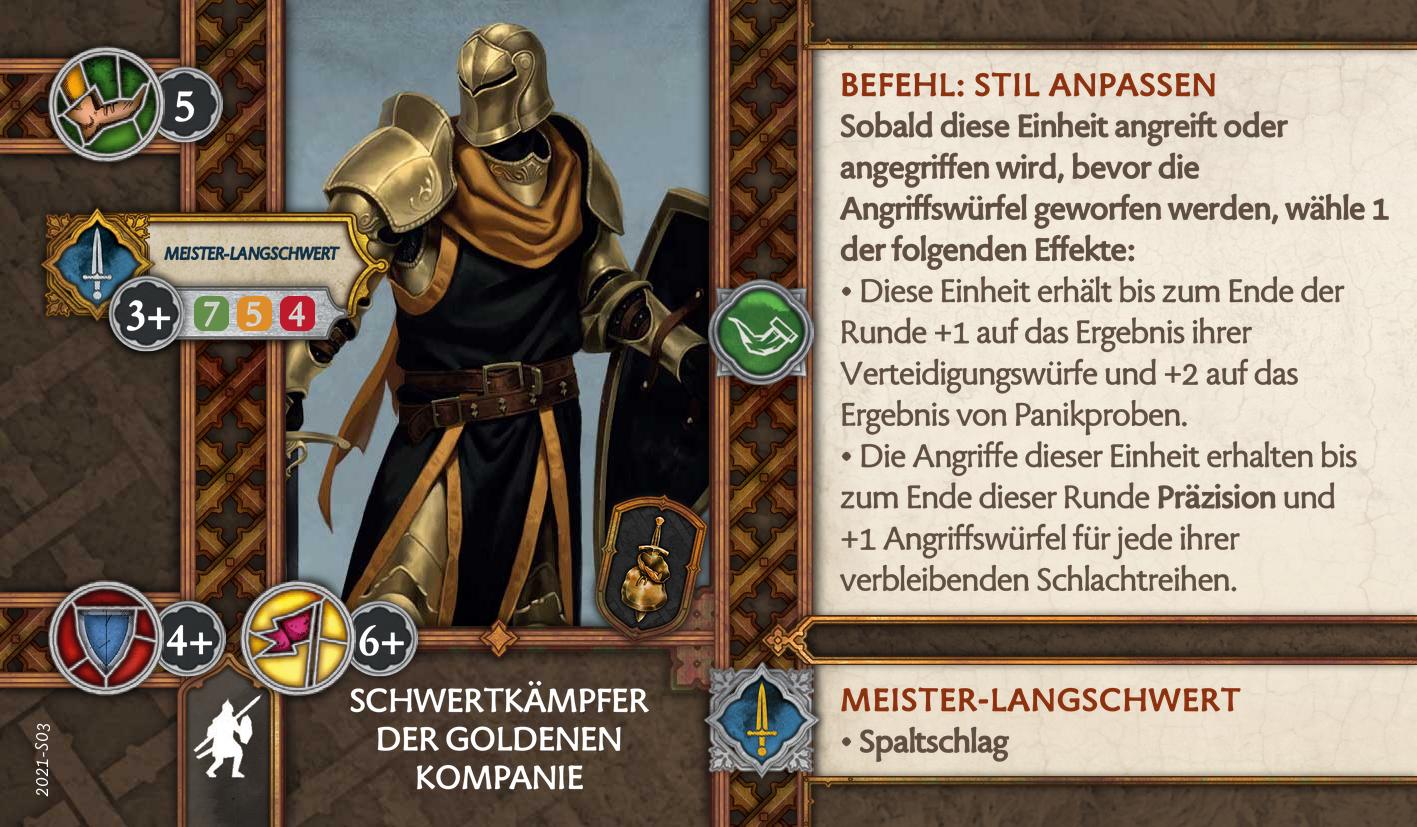 5
MEISTER-LANGSCHWERT
3+ 7 5 4
4+ 6+
SCHWERTKÄMPFER
DER GOLDENEN
KOMPANIE
2021-S03
BEFEHL: STIL ANPASSEN
Sobald diese Einheit angreift oder
angegriffen wird, bevor die
Angriffswürfel geworfen werden, wähle 1
der folgenden Effekte:
• Diese Einheit erhält bis zum Ende der
Runde +1 auf das Ergebnis ihrer
Verteidigungswürfe und +2 auf das
Ergebnis von Panikproben.
• Die Angriffe dieser Einheit erhalten bis
zum Ende dieser Runde Präzision und
+1 Angriffswürfel für jede ihrer
verbleibenden Schlachtreihen.
MEISTER-LANGSCHWERT
• Spaltschlag